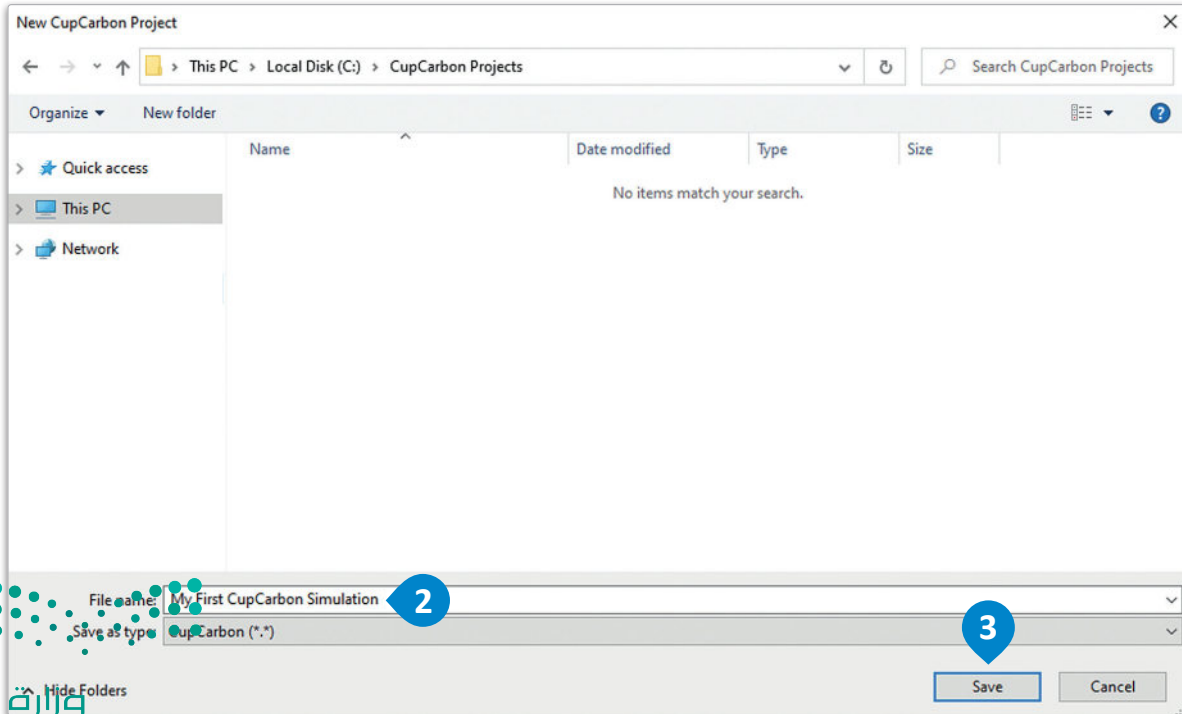 New CupCarbon Project
This PC > Local Disk (C:) > CupCarbon Projects
Search CupCarbon Projects
Organize
New folder
Name
Date modified
Type
Size
Quick access
No items match your search.
This PC
Network
File name: My First CupCarbon Simulation
2
Save as type: CupCarbon (*.*)
3
Hide Folders
Save
Cancel
وزارة